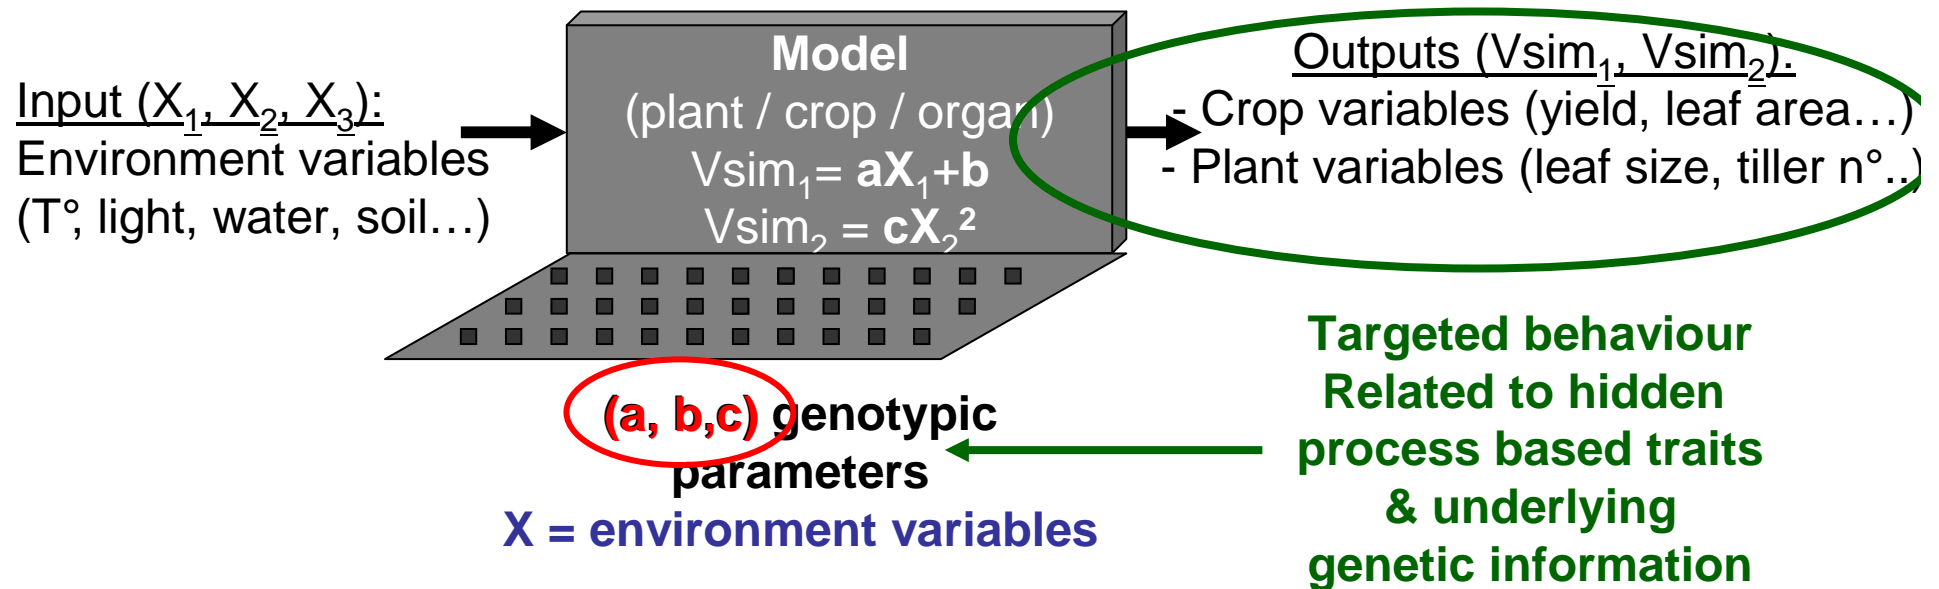 Input (X₁, X₂, X₃):
Environment variables
(T°, light, water, soil…)
Model
(plant / crop / organ)
Vsim₁= aX₁+b
Vsim₂ = cX₂²
Outputs (Vsim₁, Vsim₂):
- Crop variables (yield, leaf area…)
- Plant variables (leaf size, tiller n°..)
(a, b,c) genotypic
parameters
X = environment variables
Targeted behaviour
Related to hidden
process based traits
& underlying
genetic information